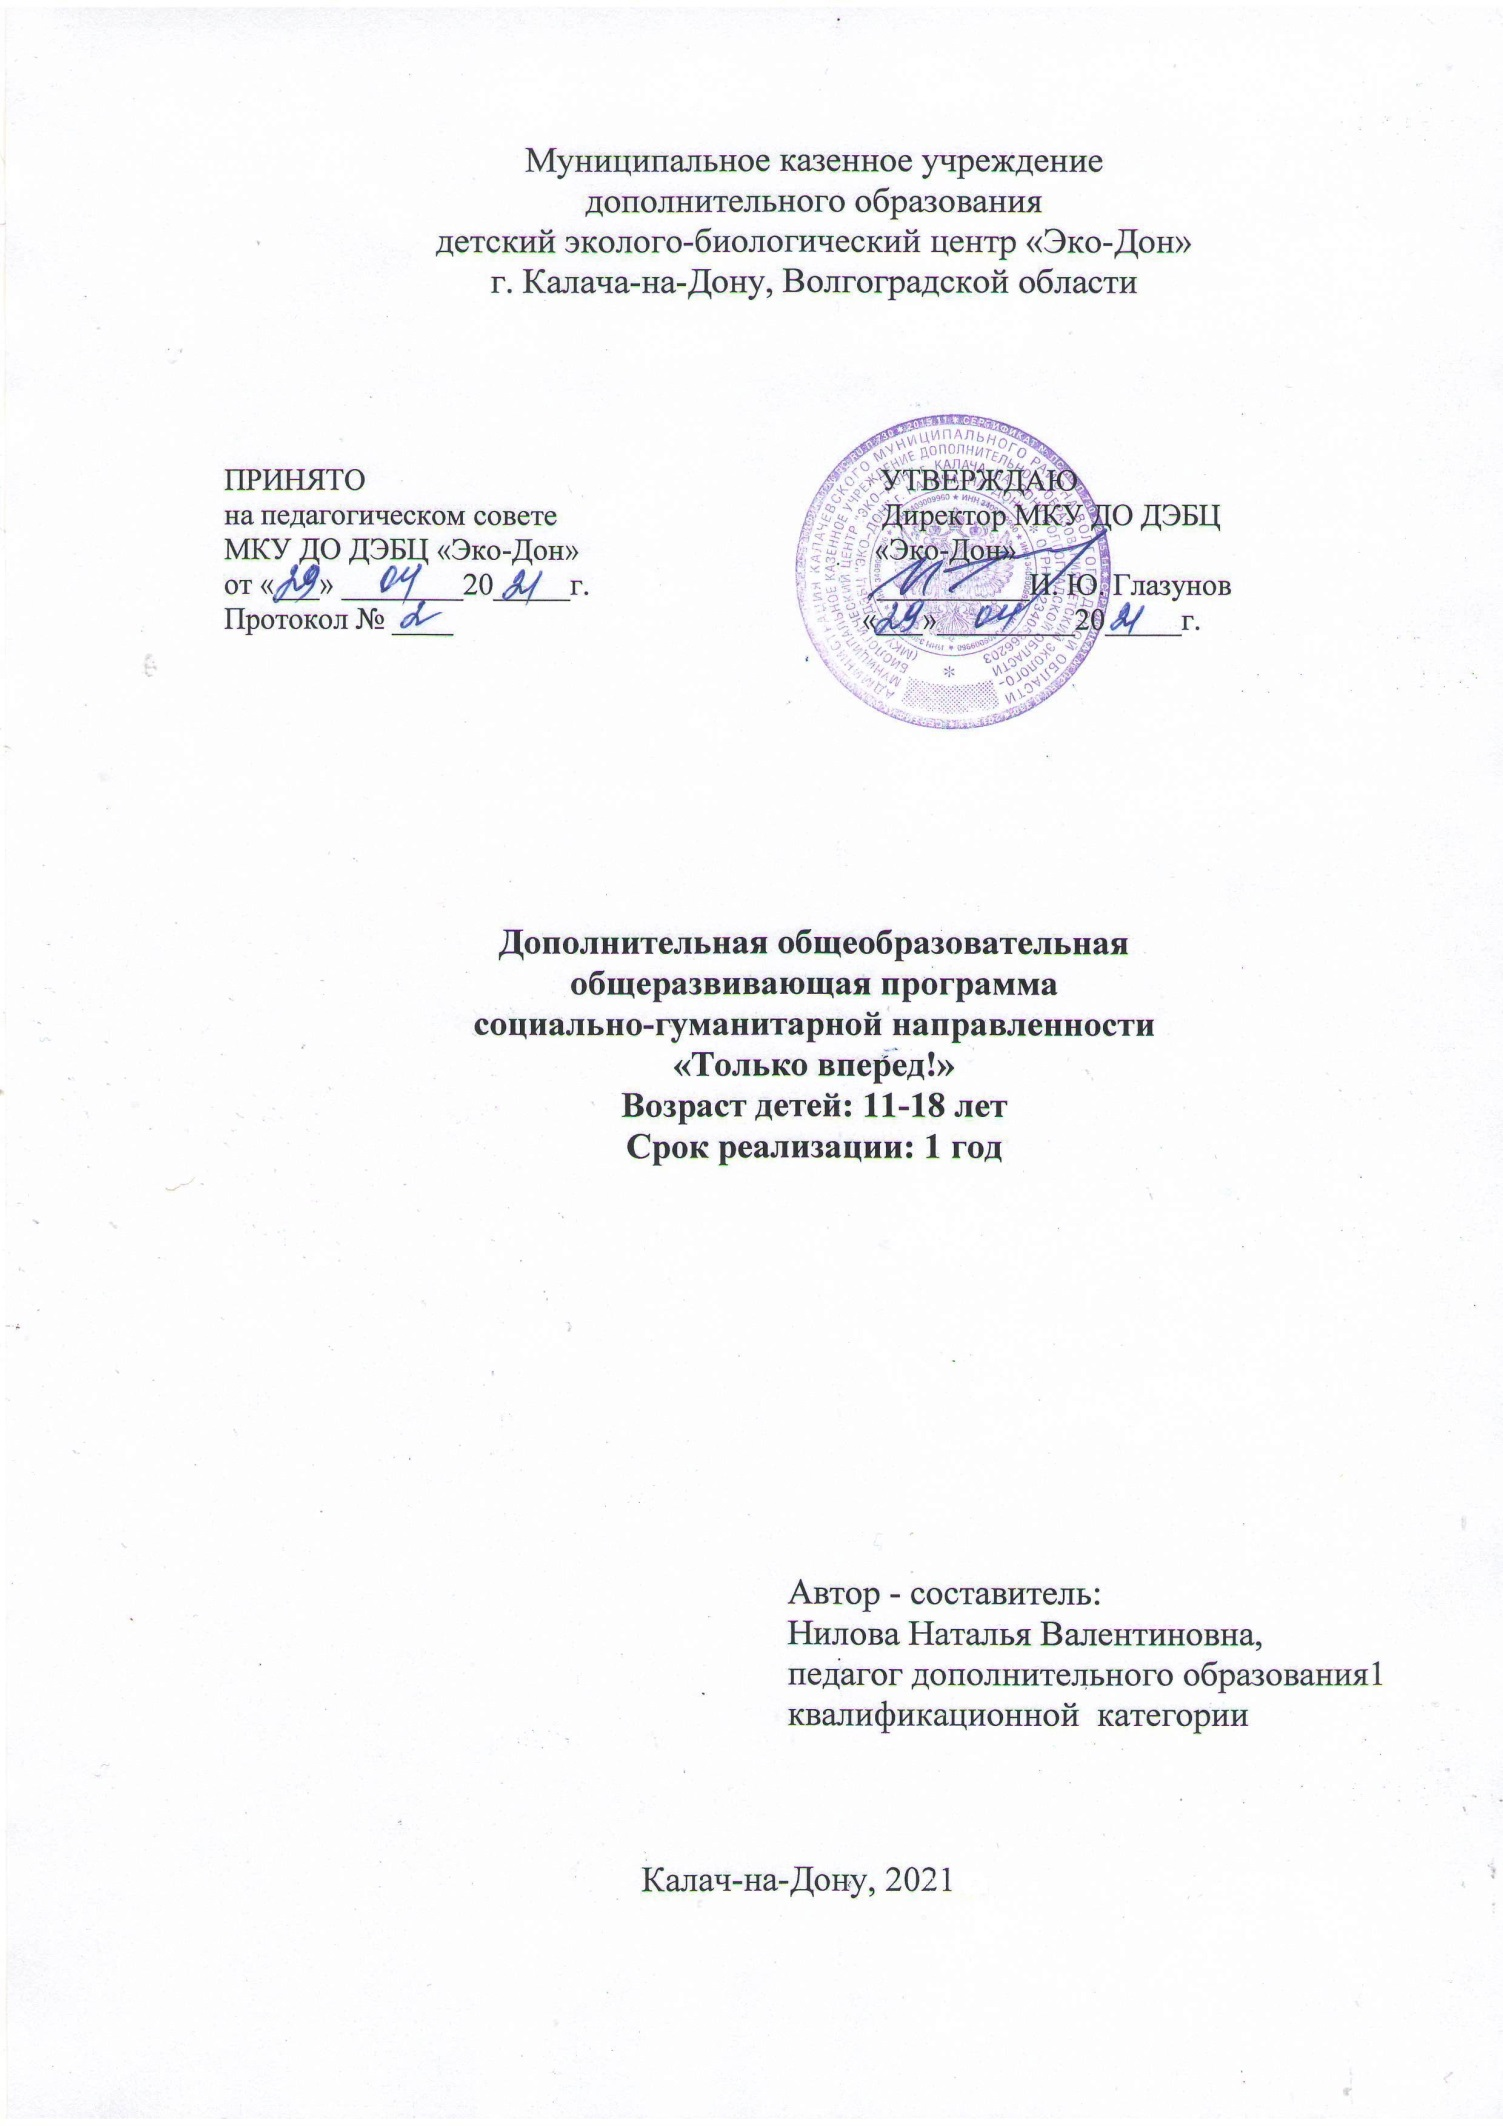 Муниципальное казенное учреждение
дополнительного образования
детский эколого-биологический центр «Эко-Дон»
г. Калача-на-Дону, Волгоградской области
ПРИНЯТО
на педагогическом совете
МКУ ДО ДЭБЦ «Эко-Дон»
от «29» 04 2021 г.
Протокол № 2
УТВЕРЖДАЮ
Директор МКУ ДО ДЭБЦ
«Эко-Дон»
И. Ю. Глазунов
«29» 04 2021 г.
Дополнительная общеобразовательная
общеразвивающая программа
социально-гуманитарной направленности
«Только вперед!»
Возраст детей: 11-18 лет
Срок реализации: 1 год
Автор - составитель:
Нилова Наталья Валентиновна,
педагог дополнительного образования1
квалификационной  категории
Калач-на-Дону, 2021